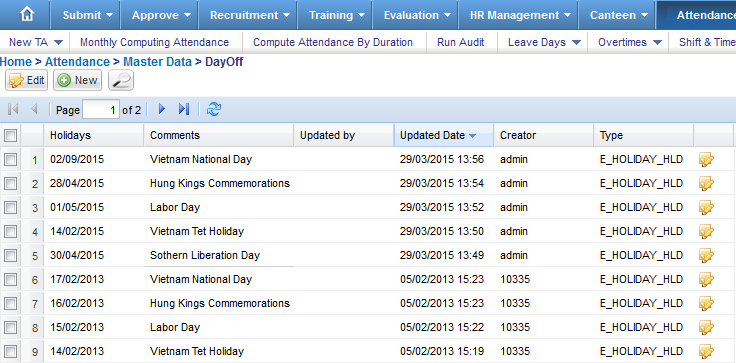 Submit Approve Recruitment Training Evaluation HR Management Canteen Attendance
New TA Monthly Computing Attendance Compute Attendance By Duration Run Audit Leave Days Overtimes Shift & Time
Home > Attendance > Master Data > DayOff
Edit New
Page 1 of 2
Holidays Comments Updated by Updated Date Creator Type
1 02/09/2015 Vietnam National Day 29/03/2015 13:56 admin E_HOLIDAY_HLD
2 28/04/2015 Hung Kings Commemorations 29/03/2015 13:54 admin E_HOLIDAY_HLD
3 01/05/2015 Labor Day 29/03/2015 13:52 admin E_HOLIDAY_HLD
4 14/02/2015 Vietnam Tet Holiday 29/03/2015 13:50 admin E_HOLIDAY_HLD
5 30/04/2015 Sothern Liberation Day 29/03/2015 13:49 admin E_HOLIDAY_HLD
6 17/02/2013 Vietnam National Day 05/02/2013 15:23 10335 E_HOLIDAY_HLD
7 16/02/2013 Hung Kings Commemorations 05/02/2013 15:23 10335 E_HOLIDAY_HLD
8 15/02/2013 Labor Day 05/02/2013 15:22 10335 E_HOLIDAY_HLD
9 14/02/2013 Vietnam Tet Holiday 05/02/2013 15:19 10335 E_HOLIDAY_HLD